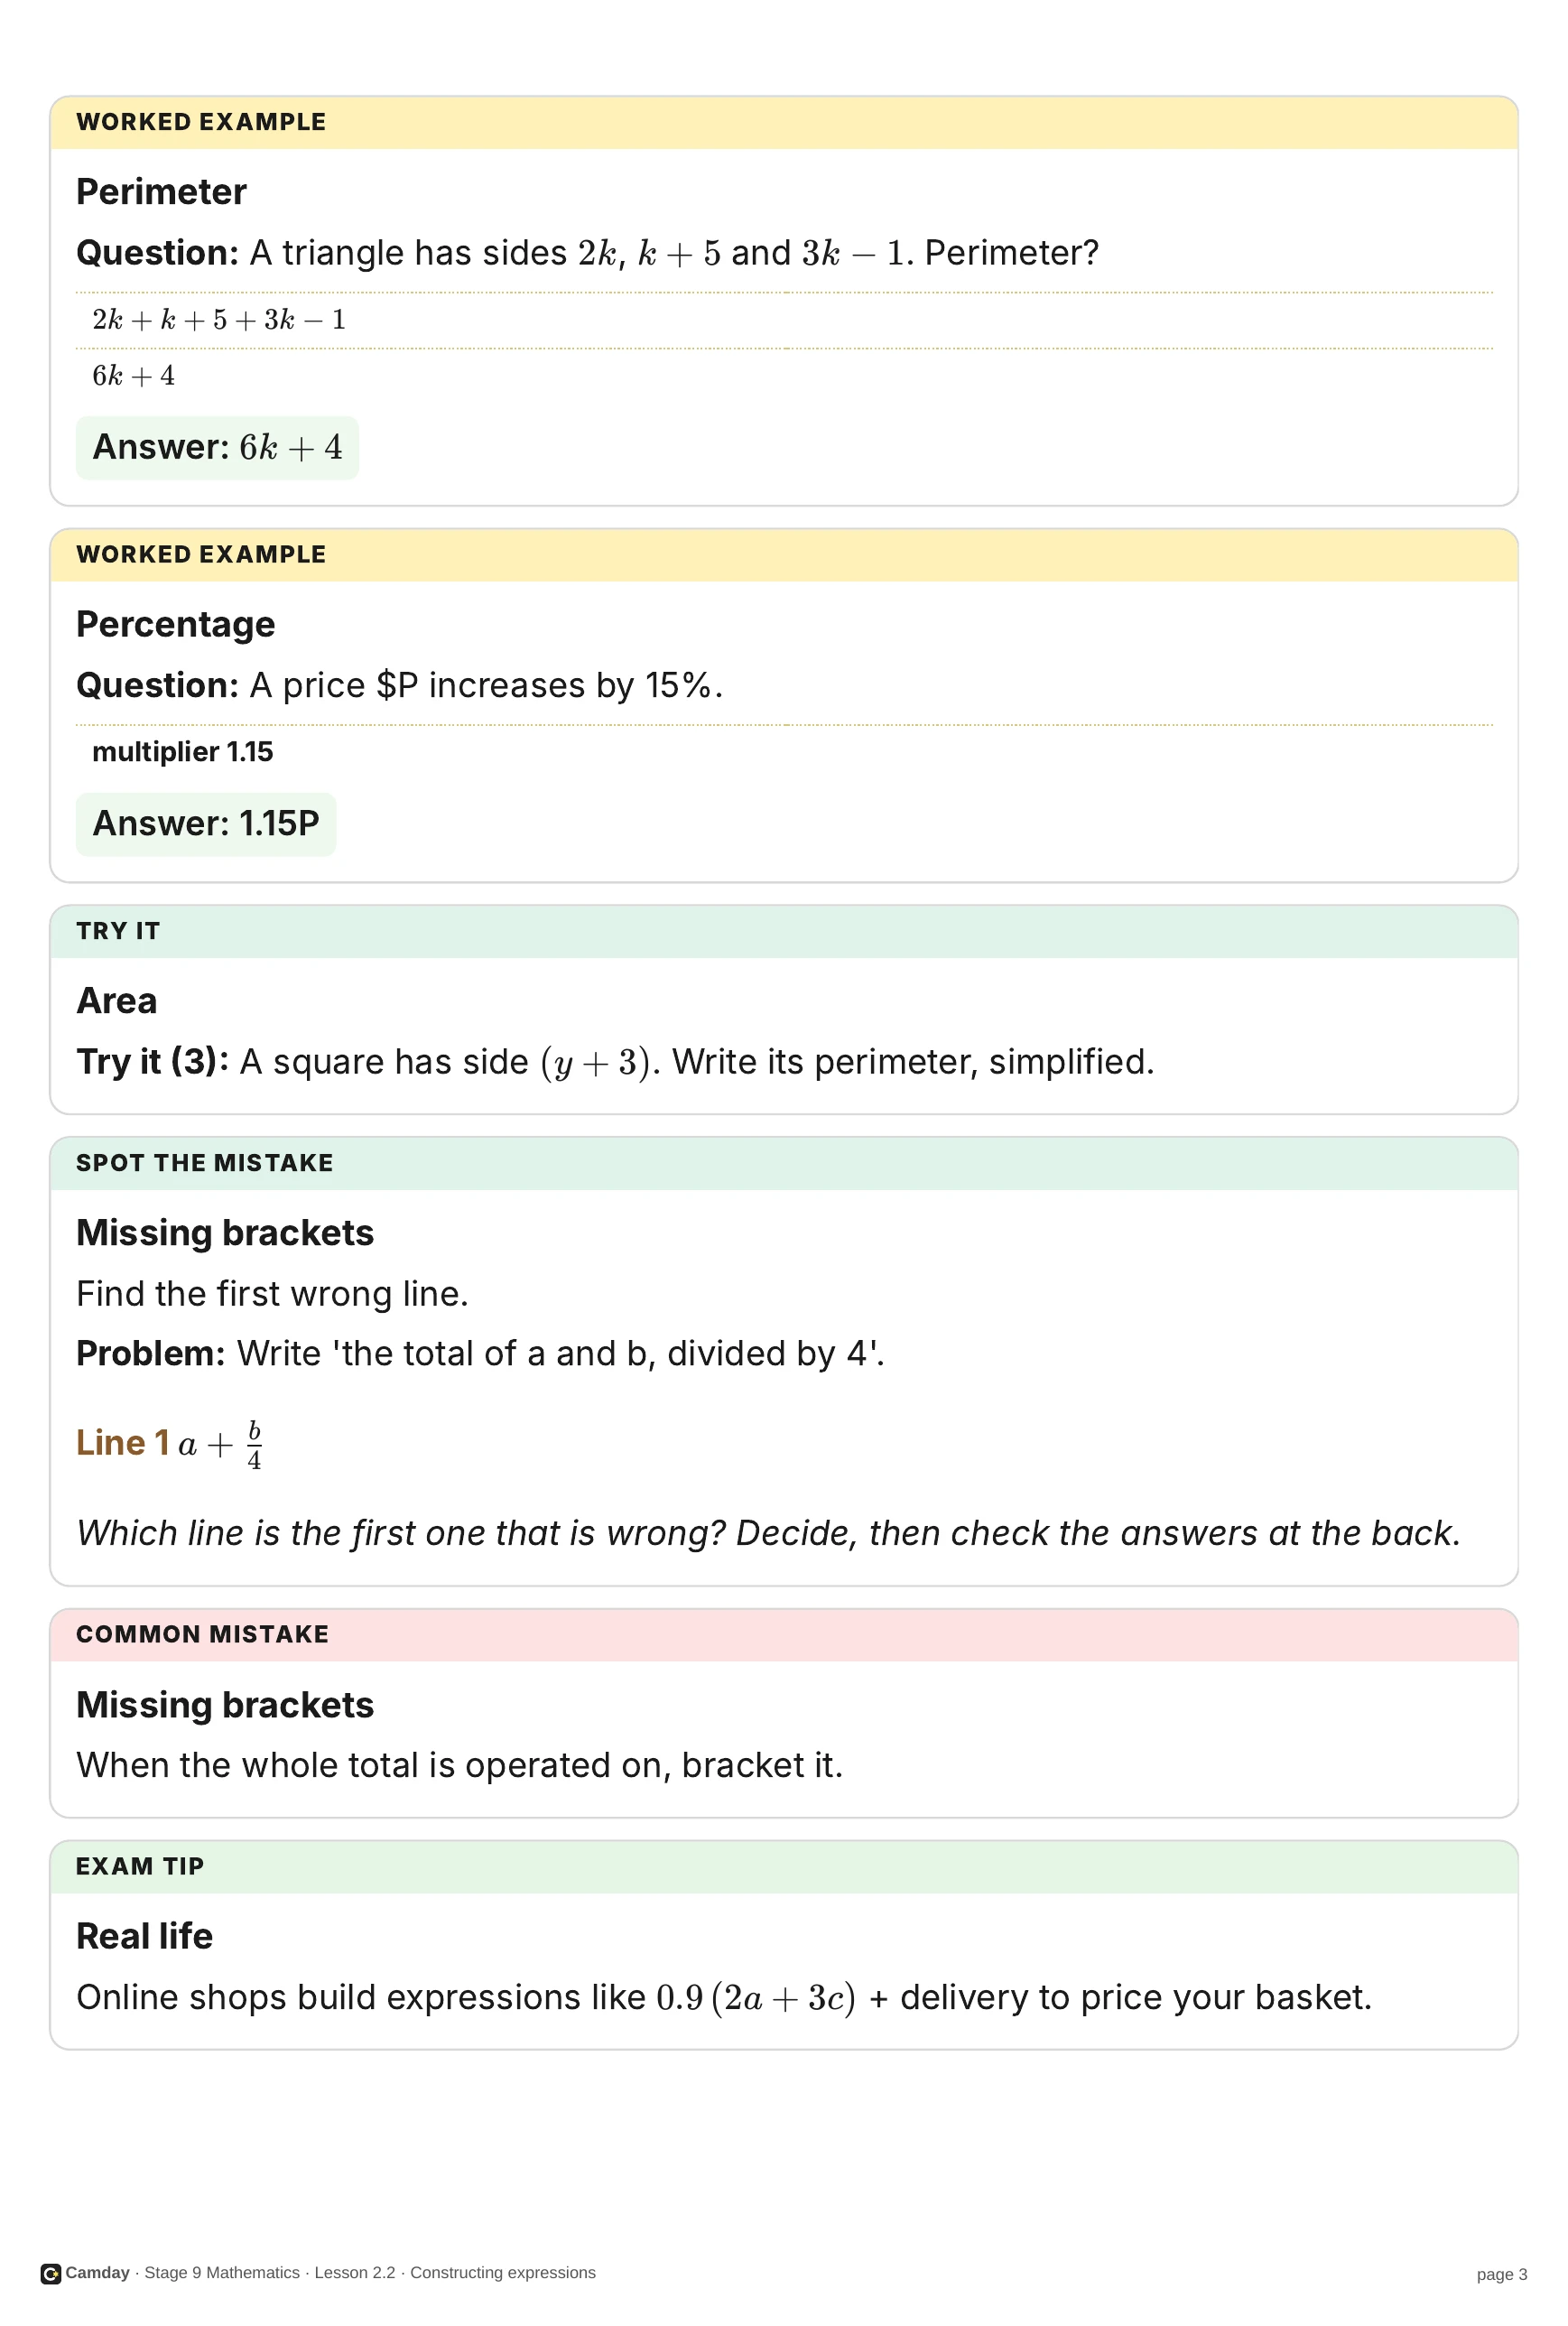 WORKED EXAMPLE
Perimeter
Question: A triangle has sides 2k, k + 5 and 3k − 1. Perimeter?
2k + k + 5 + 3k − 1
6k + 4
Answer: 6k + 4
WORKED EXAMPLE
Percentage
Question: A price $P increases by 15%.
multiplier 1.15
Answer: 1.15P
TRY IT
Area
Try it (3): A square has side (y + 3). Write its perimeter, simplified.
SPOT THE MISTAKE
Missing brackets
Find the first wrong line.
Problem: Write 'the total of a and b, divided by 4'.
Line 1 a + b/4
Which line is the first one that is wrong? Decide, then check the answers at the back.
COMMON MISTAKE
Missing brackets
When the whole total is operated on, bracket it.
EXAM TIP
Real life
Online shops build expressions like 0.9 (2a + 3c) + delivery to price your basket.
Camday · Stage 9 Mathematics · Lesson 2.2 · Constructing expressions
page 3